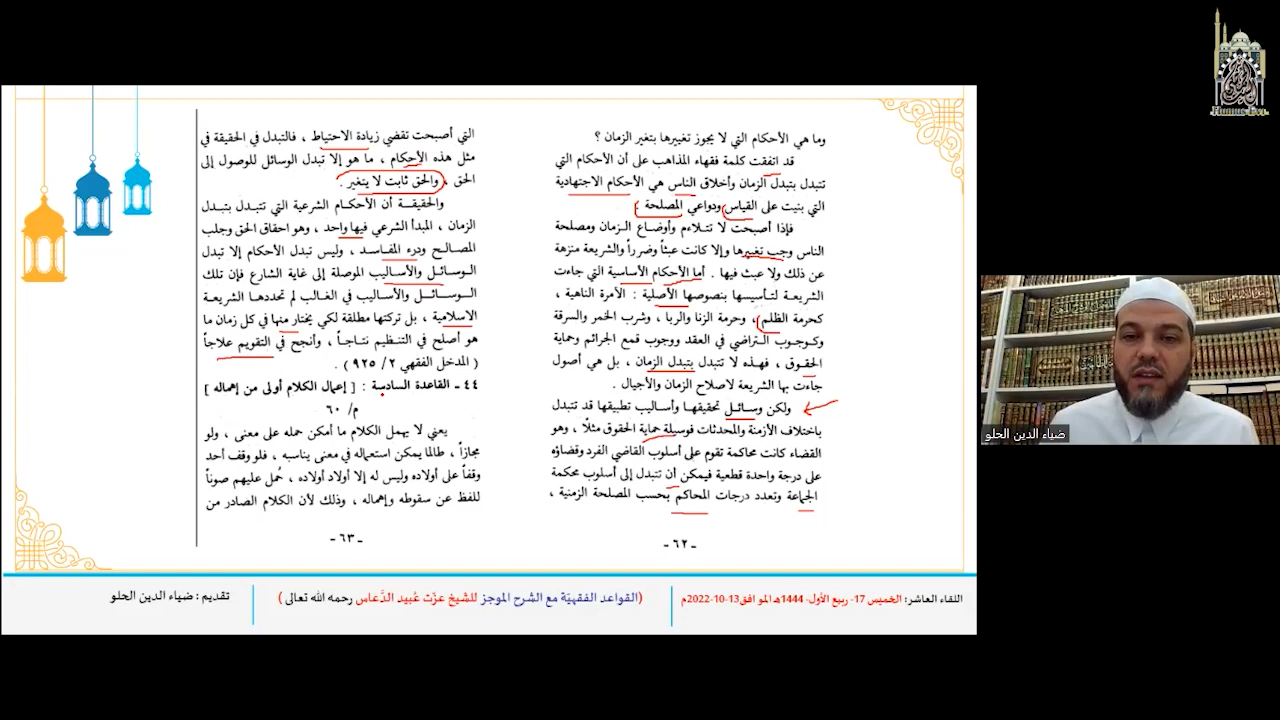 وما هي الأحكام التي لا يجوز تغييرها بتغير الزمان ؟
قد اتفقت كلمة فقهاء المذاهب على أن الأحكام التي
تتبدل بتبدل الزمان وأخلاق الناس هي الأحكام الاجتهادية
التي بنيت على القياس ودواعي المصلحة :
فإذا أصبحت لا تتلاءم وأوضاع الزمان ومصلحة
الناس وجب تغييرها وإلا كانت عبثاً وضرراً والشريعة منزهة
عن ذلك ولا عبث فيها . أما الأحكام الأساسية التي جاءت
الشريعة لتأسيسها بنصوصها الأصلية : الآمرة الناهية ،
كحرمة الظلم ، وحرمة الزنا والربا ، وشرب الخمر والسرقة
وكوجوب التراضي في العقد ووجوب قمع الجرائم وحماية
الحقوق ، فهذه لا تتبدل بتبدل الزمان ، بل هي أصول
جاءت بها الشريعة لاصلاح الزمان والأجيال .
ولكن وسائل تحقيقها وأساليب تطبيقها قد تتبدل
باختلاف الأزمنة والمحدثات فوسيلة حماية الحقوق مثلًا ، وهو
القضاء كانت محاكمة تقوم على أسلوب القاضي الفرد وقضاؤه
على درجة واحدة قطعية فيمكن أن تتبدل إلى أسلوب محكمة
الجماعة وتعدد درجات المحاكم بحسب المصلحة الزمنية ،
ـ ٦٢ ـ
التي أصبحت تقضي زيادة الاحتياط ، فالتبدل في الحقيقة في
مثل هذه الأحكام ، ما هو إلا تبدل الوسائل للوصول إلى
الحق ، والحق ثابت لا يتغير .
والحقيقة أن الأحكام الشرعية التي تتبدل بتبدل
الزمان ، المبدأ الشرعي فيها واحد ، وهو احقاق الحق وجلب
المصالح ودرء المفاسد ، وليس تبدل الأحكام إلا تبدل
الوسائل والأساليب الموصلة إلى غاية الشارع فإن تلك
الوسائل والأساليب في الغالب لم تحددها الشريعة
الاسلامية ، بل تركتها مطلقة لكي يختار منها في كل زمان ما
هو أصلح في التنظيم نتاجاً ، وأنجح في التقويم علاجاً
( المدخل الفقهي ٢ / ٩٢٥ ) .
٤٤ ـ القاعدة السادسة : [ إعمال الكلام أولى من إهماله ]
م / ٦٠
يعني لا يهمل الكلام ما أمكن حمله على معنى ، ولو
مجازاً ، طالما يمكن استعماله في معنى يناسبه ، فلو وقف أحد
وقفاً على أولاده وليس له إلا أولاد أولاده ، حُمل عليهم صوناً
للفظ عن سقوطه وإهماله ، وذلك لأن الكلام الصادر من
ـ ٦٣ ـ
اللقاء العاشر: الخميس 17- ربيع الأول- 1444هـ الموافق13-10-2022م
(القواعد الفقهيّة مع الشرح الموجز للشيخ عزّت عُبيد الدَّعاس رحمه الله تعالى )
تقديم : ضياء الدين الحلو
ضياء الدين الحلو